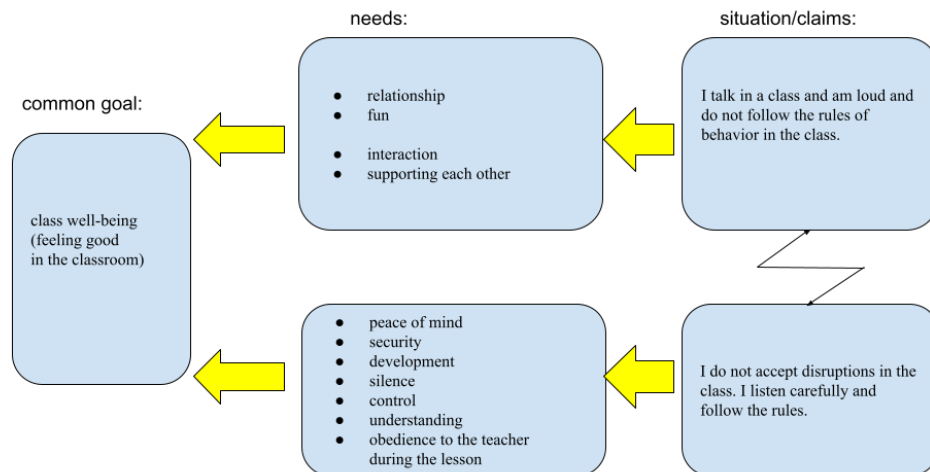 needs:
situation/claims:
common goal:
● relationship
● fun
● interaction
● supporting each other
I talk in a class and am loud and
do not follow the rules of
behavior in the class.
class well-being
(feeling good
in the classroom)
● peace of mind
● security
● development
● silence
● control
● understanding
● obedience to the teacher
during the lesson
I do not accept disruptions in the
class. I listen carefully and
follow the rules.